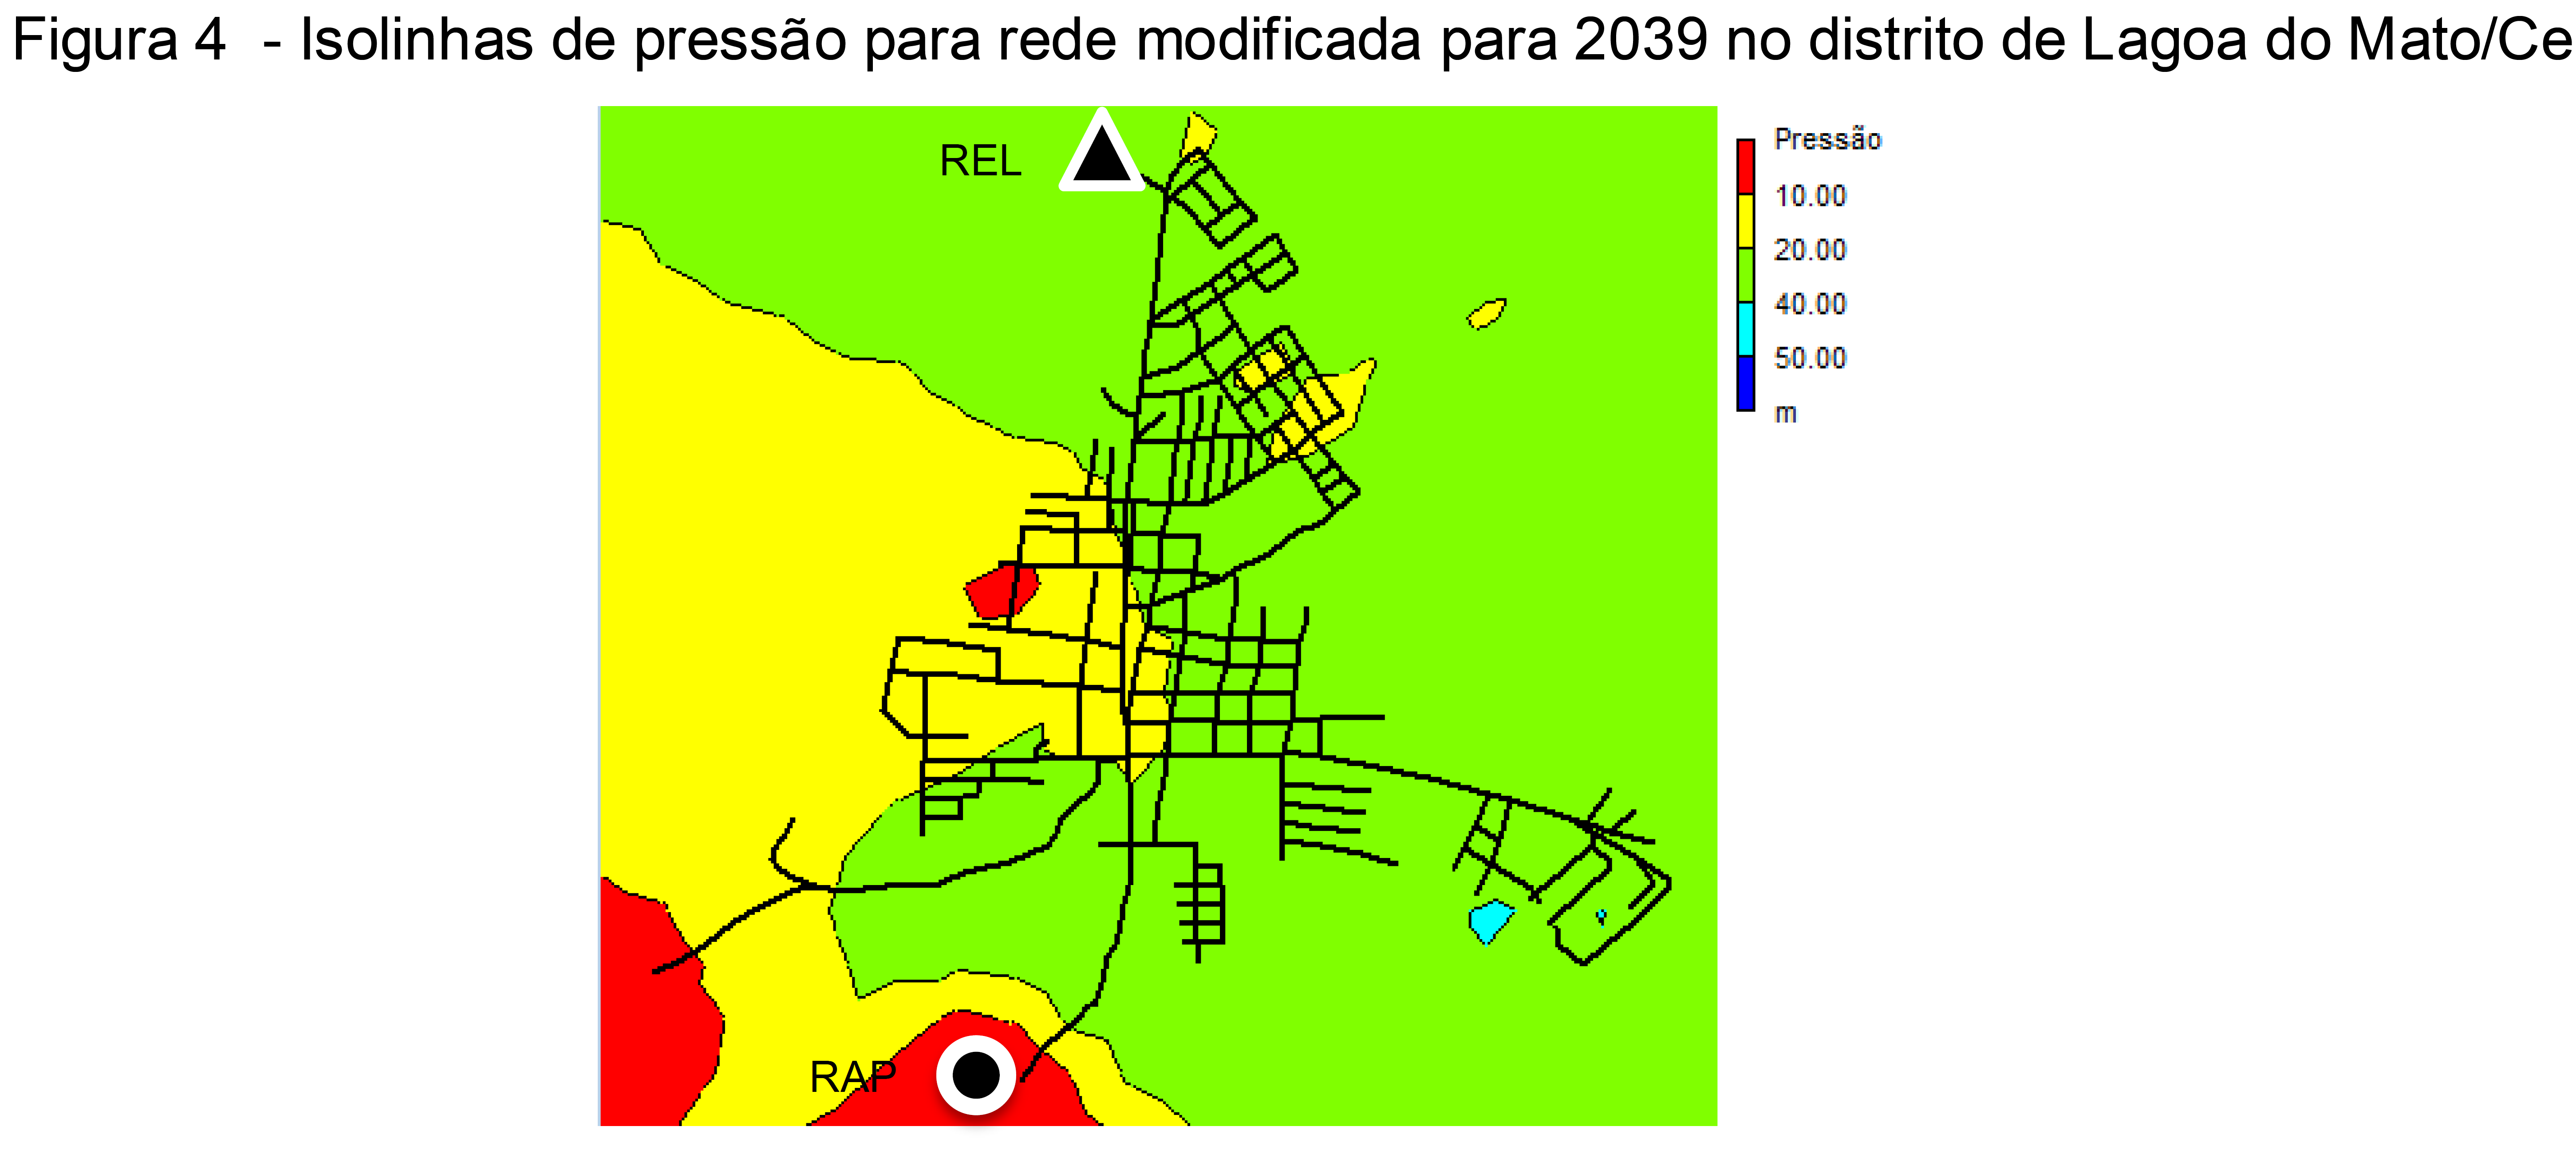 Figura 4  - Isolinhas de pressão para rede modificada para 2039 no distrito de Lagoa do Mato/Ce
REL
Pressão
10.00
20.00
40.00
50.00
m
RAP